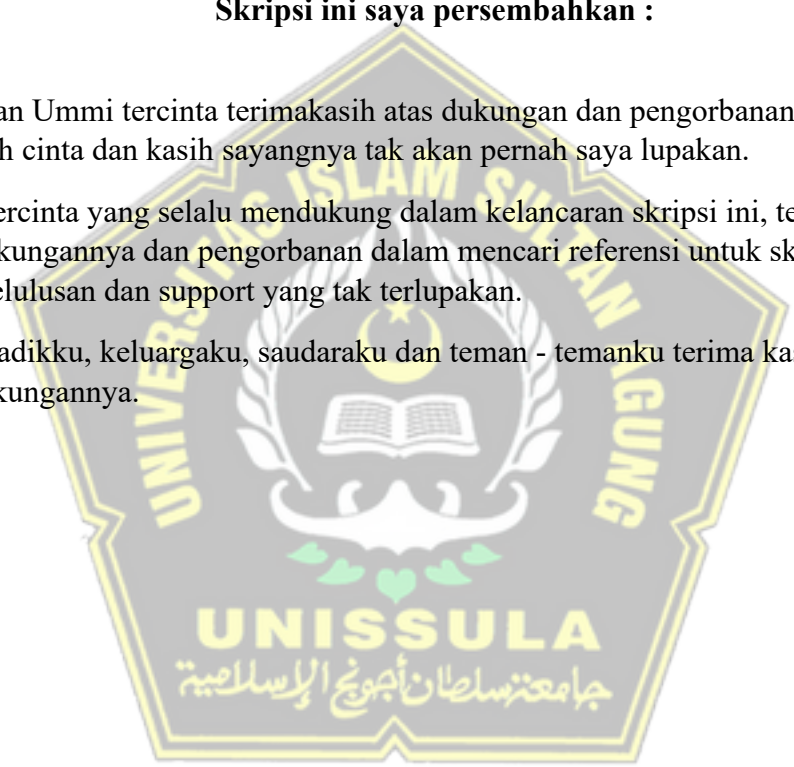 Skripsi ini saya persembahkan :
an Ummi tercinta terimakasih atas dukungan dan pengorbanan
h cinta dan kasih sayangnya tak akan pernah saya lupakan.
ercinta yang selalu mendukung dalam kelancaran skripsi ini, te
kungannya dan pengorbanan dalam mencari referensi untuk sk
elulusan dan support yang tak terlupakan.
adikku, keluargaku, saudaraku dan teman - temanku terima kas
kungannya.
UNIVERSITAS ISLAM SULTAN AGUNG
UNISSULA
جامعة سلطان أجونج الإسلامية